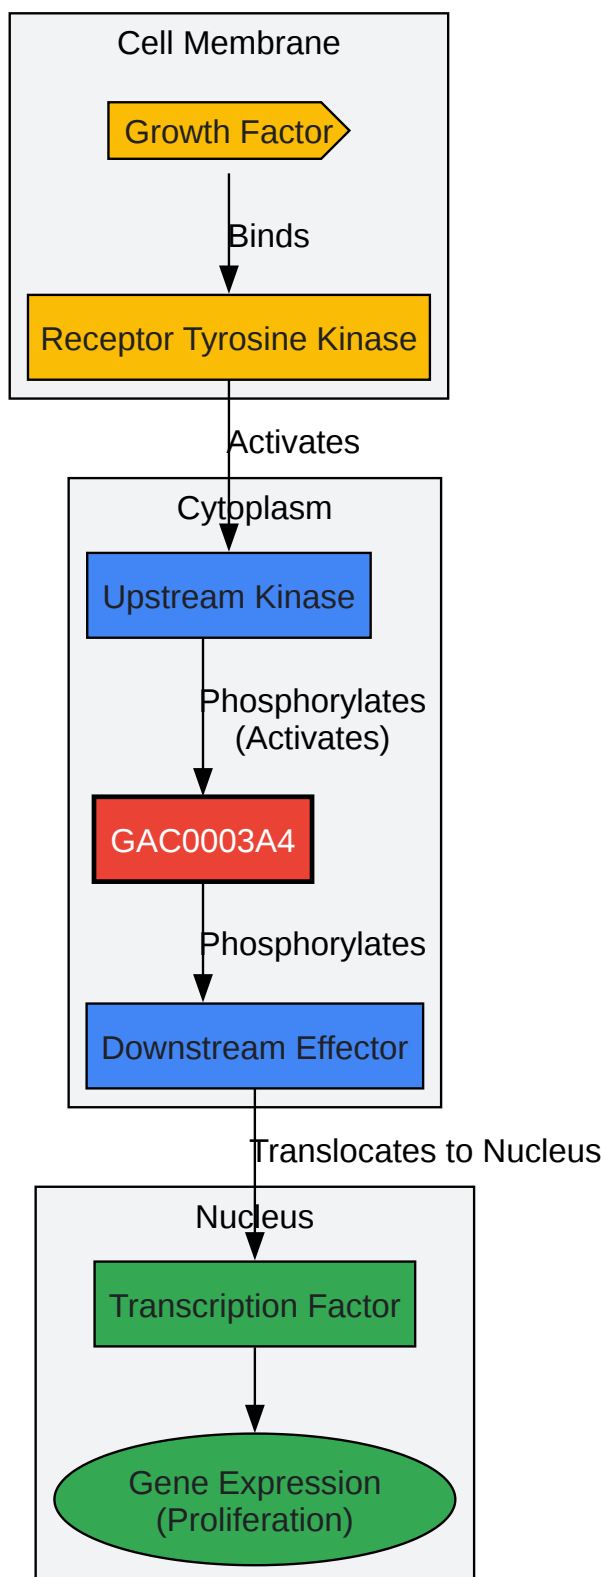 Cell Membrane
Growth Factor
Binds
Receptor Tyrosine Kinase
Activates
Cytoplasm
Upstream Kinase
Phosphorylates
(Activates)
GAC0003A4
Phosphorylates
Downstream Effector
Translocates to Nucleus
Nucleus
Transcription Factor
Gene Expression
(Proliferation)